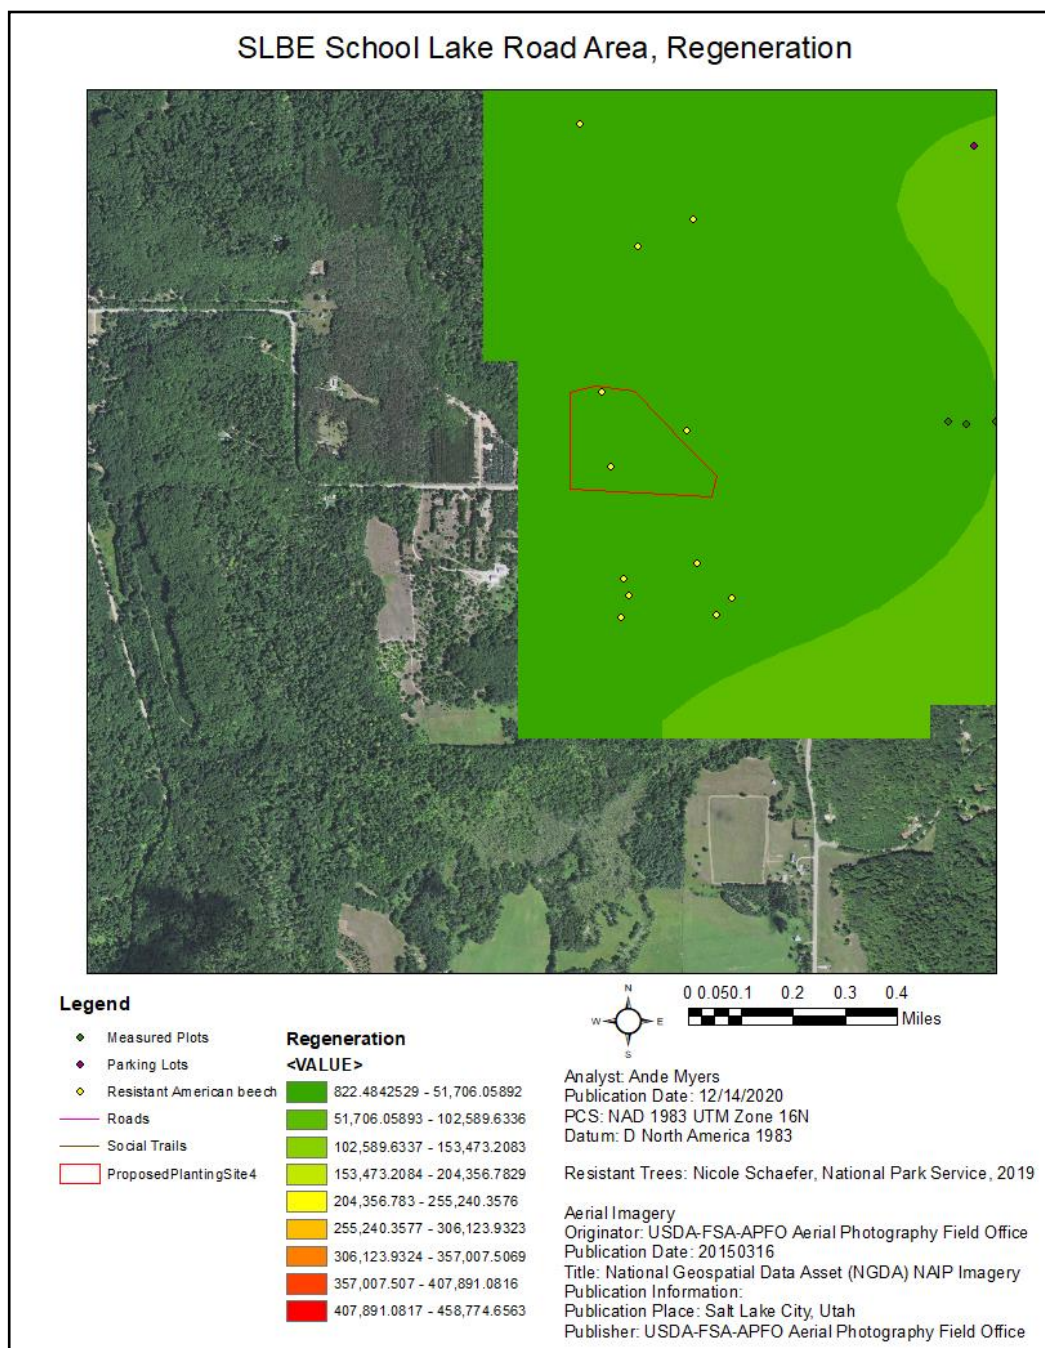 SLBE School Lake Road Area, Regeneration
Legend
Measured Plots
Parking Lots
Resistant American beech
Roads
Social Trails
ProposedPlantingSite4
Regeneration
<VALUE>
822.4842529 - 51,706.05892
51,706.05893 - 102,589.6336
102,589.6337 - 153,473.2083
153,473.2084 - 204,356.7829
204,356.783 - 255,240.3576
255,240.3577 - 306,123.9323
306,123.9324 - 357,007.5069
357,007.507 - 407,891.0816
407,891.0817 - 458,774.6563
N
W E
S
0 0.050.1 0.2 0.3 0.4
Miles
Analyst: Ande Myers
Publication Date: 12/14/2020
PCS: NAD 1983 UTM Zone 16N
Datum: D North America 1983
Resistant Trees: Nicole Schaefer, National Park Service, 2019
Aerial Imagery
Originator: USDA-FSA-APFO Aerial Photography Field Office
Publication Date: 20150316
Title: National Geospatial Data Asset (NGDA) NAIP Imagery
Publication Information:
Publication Place: Salt Lake City, Utah
Publisher: USDA-FSA-APFO Aerial Photography Field Office